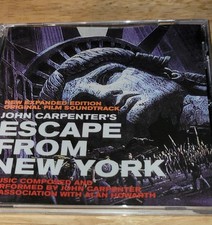 NEW EXPANDED EDITION
ORIGINAL FILM SOUNDTRACK
JOHN CARPENTER'S
ESCAPE
FROM
NEW YORK
MUSIC COMPOSED AND
PERFORMED BY JOHN CARPENTER
ASSOCIATION WITH ALAN HOWARTH